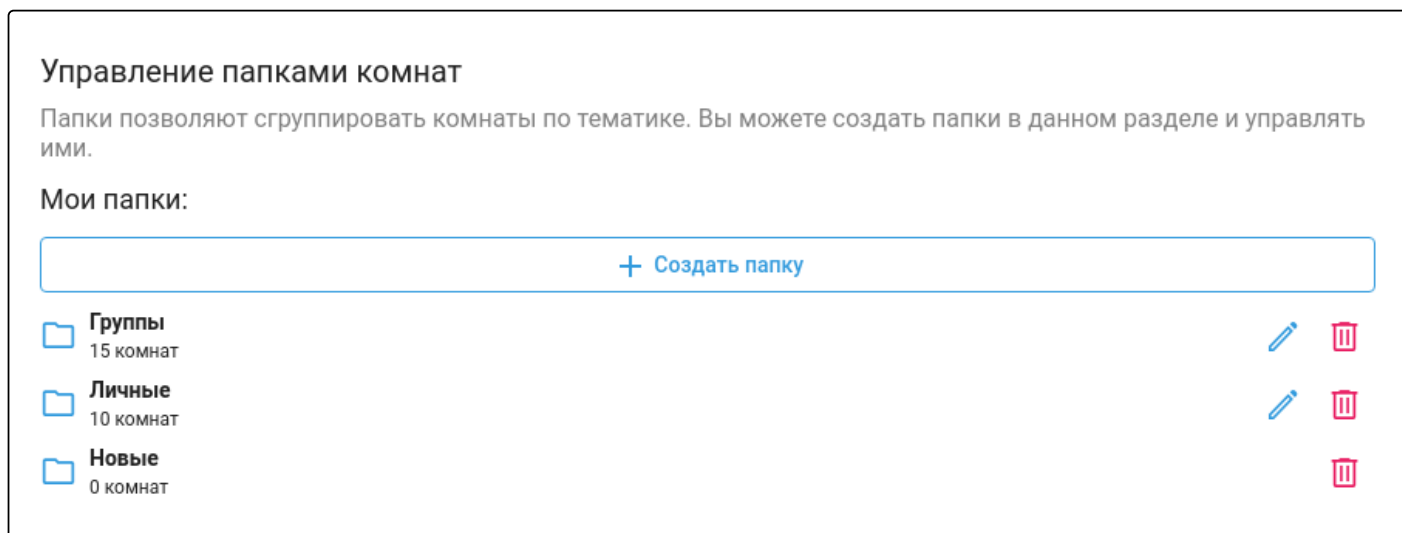 Управление папками комнат
Папки позволяют сгруппировать комнаты по тематике. Вы можете создать папки в данном разделе и управлять
ими.
Мои папки:
+ Создать папку
Группы
15 комнат
Личные
10 комнат
Новые
0 комнат